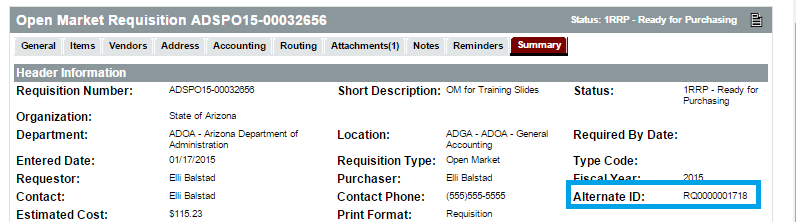 Open Market Requisition ADSPO15-00032656 Status: 1RRP - Ready for Purchasing
General Items Vendors Address Accounting Routing Attachments(1) Notes Reminders Summary
Header Information
Requisition Number: ADSPO15-00032656 Short Description: OM for Training Slides Status: 1RRP - Ready for
Purchasing
Organization: State of Arizona
Department: ADOA - Arizona Department of Location: ADGA - ADOA - General Required By Date:
Administration Accounting
Entered Date: 01/17/2015 Requisition Type: Open Market Type Code:
Requestor: Elli Balstad Purchaser: Elli Balstad Fiscal Year: 2015
Contact: Elli Balstad Contact Phone: (555)555-5555 Alternate ID: RQ0000001718
Estimated Cost: $115.23 Print Format: Requisition